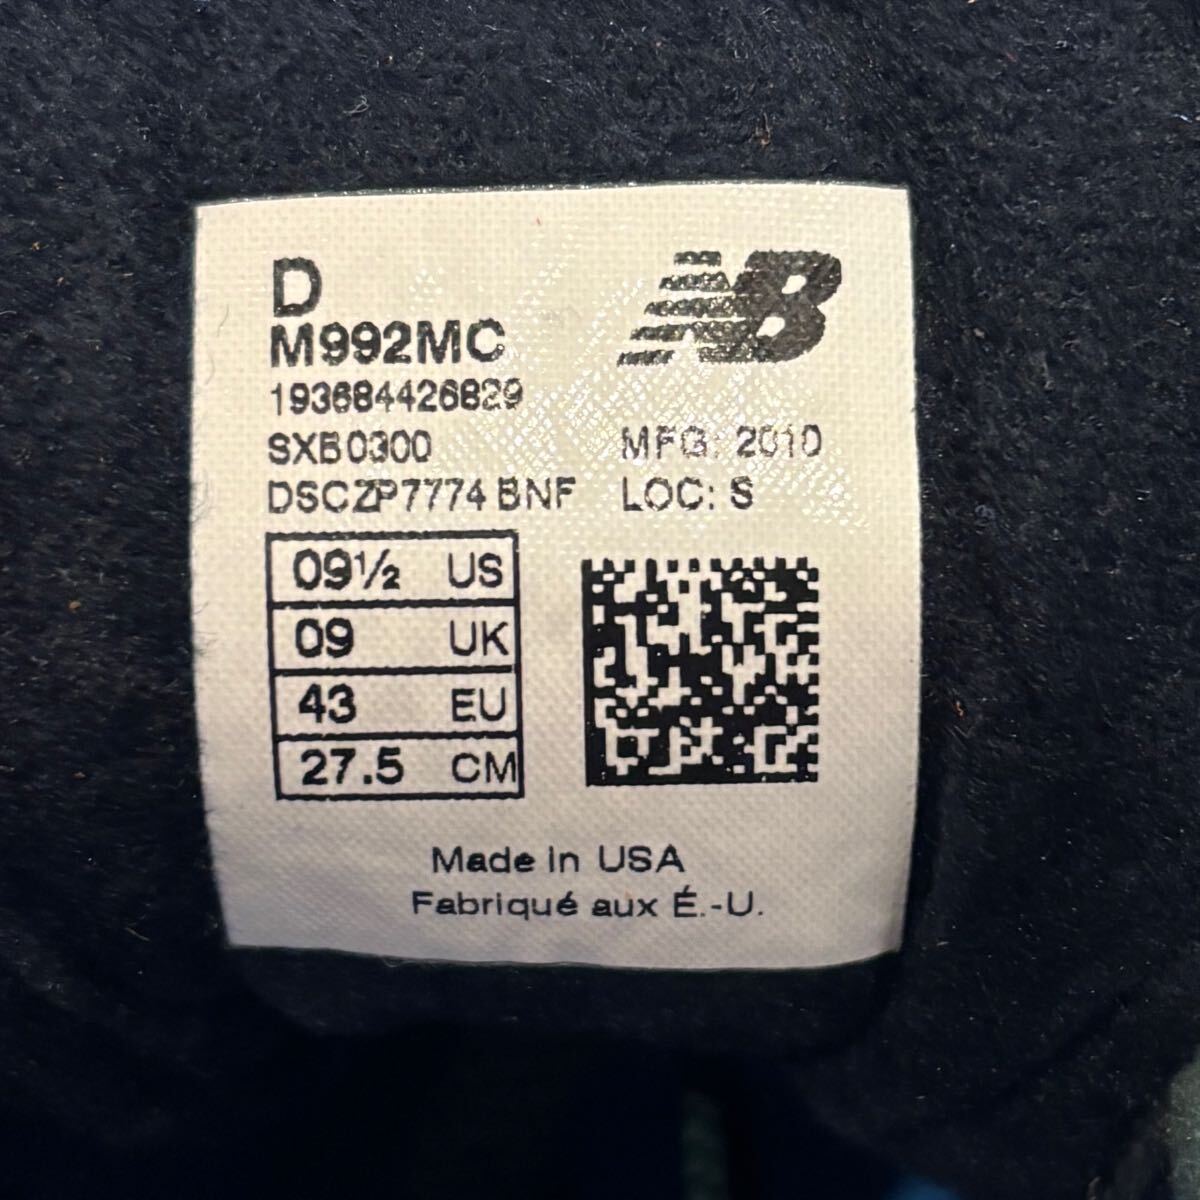 D
NB
M992MC
193684426829
SXB0300
MFG: 2010
DSCZP7774 BNF
LOC: S
09½ US
09 UK
43 EU
27.5 CM
Made in USA
Fabriqué aux É.-U.